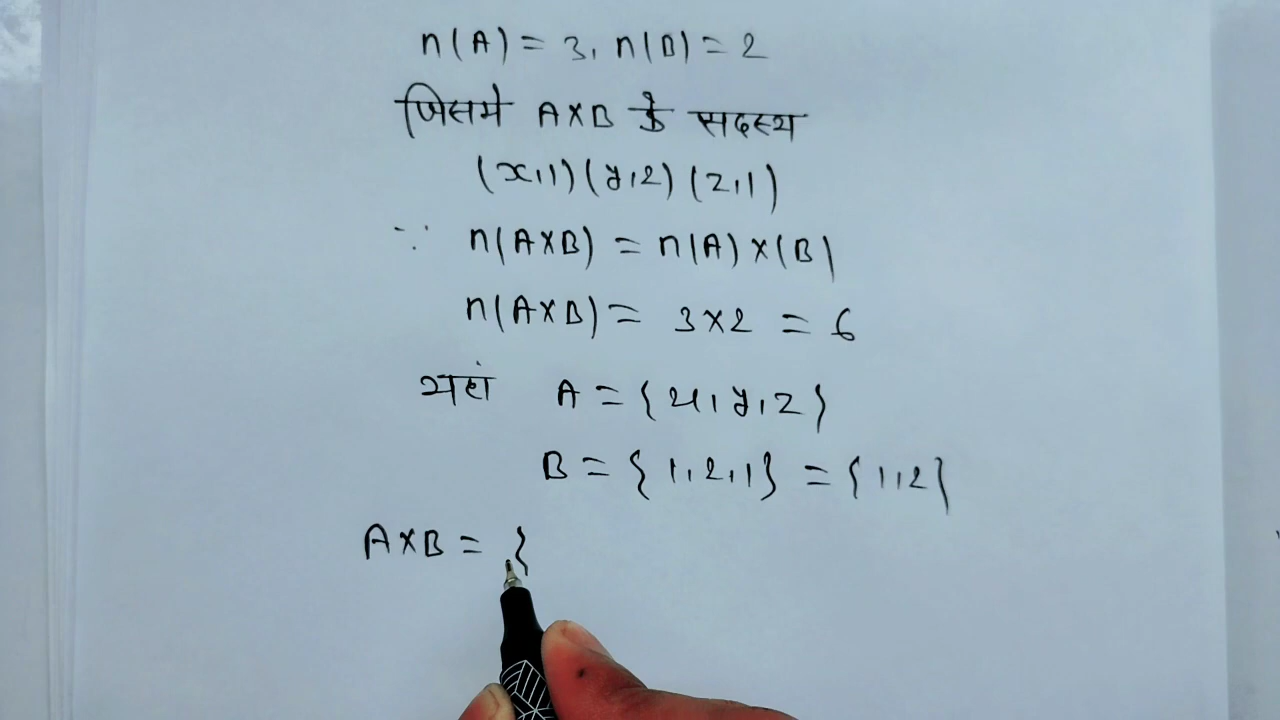 n(A) = 3, n(B) = 2
जिसमे A×B के सदस्य
(x,1) (y,2) (z,1)
∵ n(A×B) = n(A) × (B)
n(A×B) = 3×2 = 6
यहां A = {x, y, z}
B = {1,2,1} = {1,2}
A×B = {